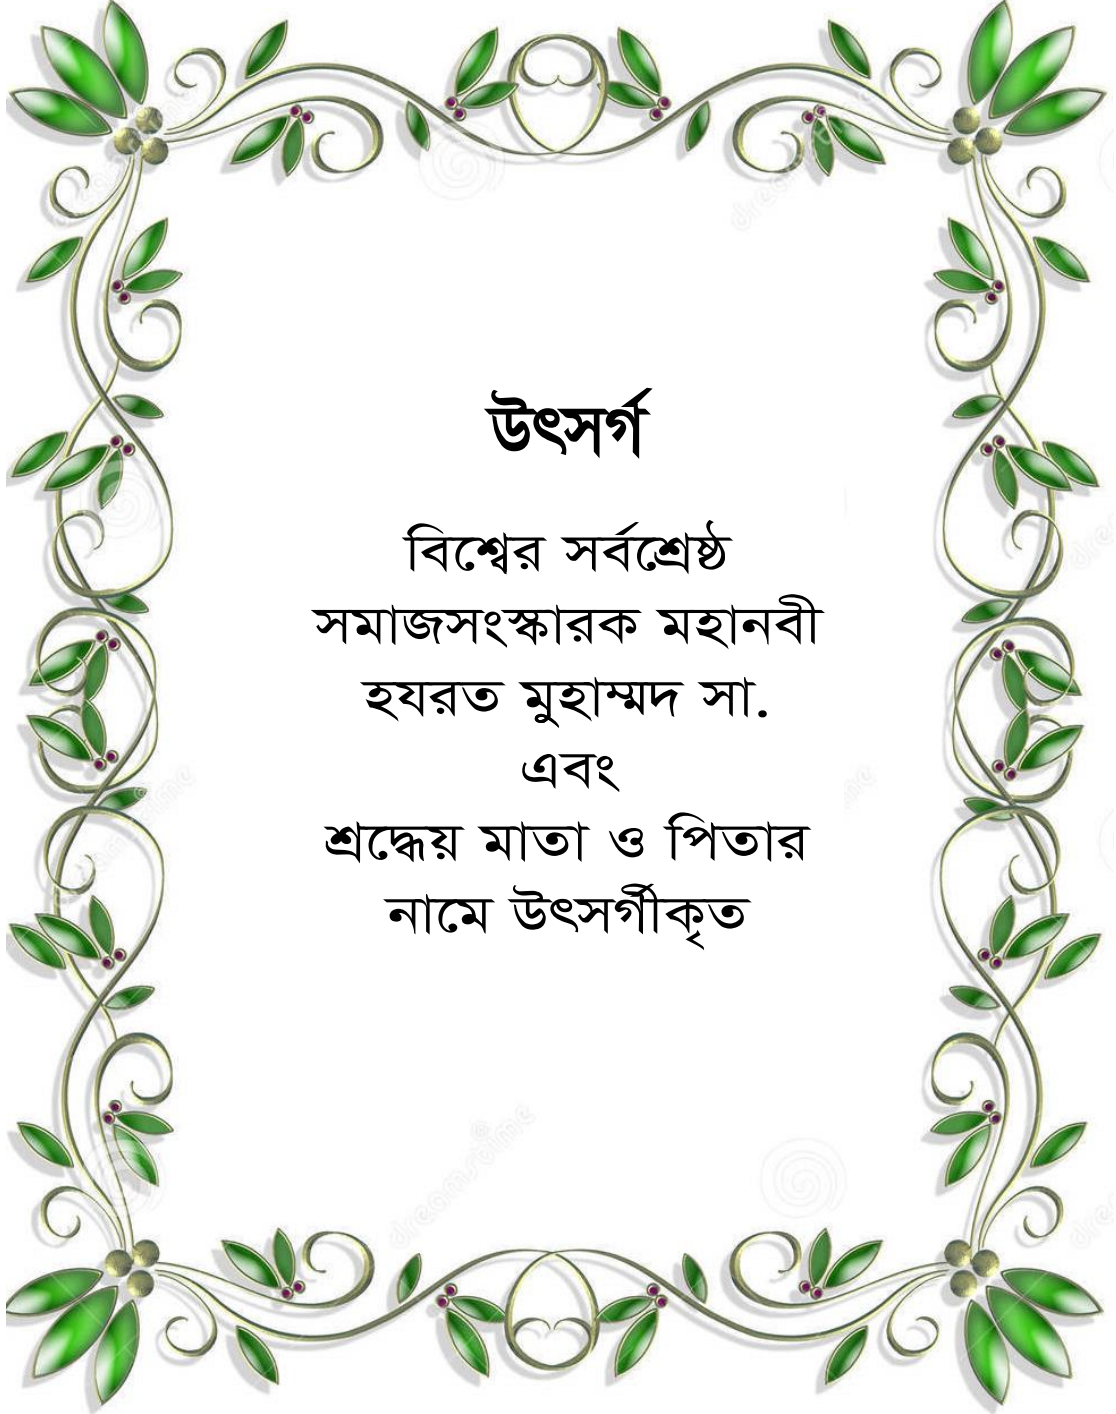 উৎসর্গ
বিশ্বের সর্বশ্রেষ্ঠ
সমাজসংস্কারক মহানবী
হযরত মুহাম্মদ সা.
এবং
শ্রদ্ধেয় মাতা ও পিতার
নামে উৎসর্গীকৃত